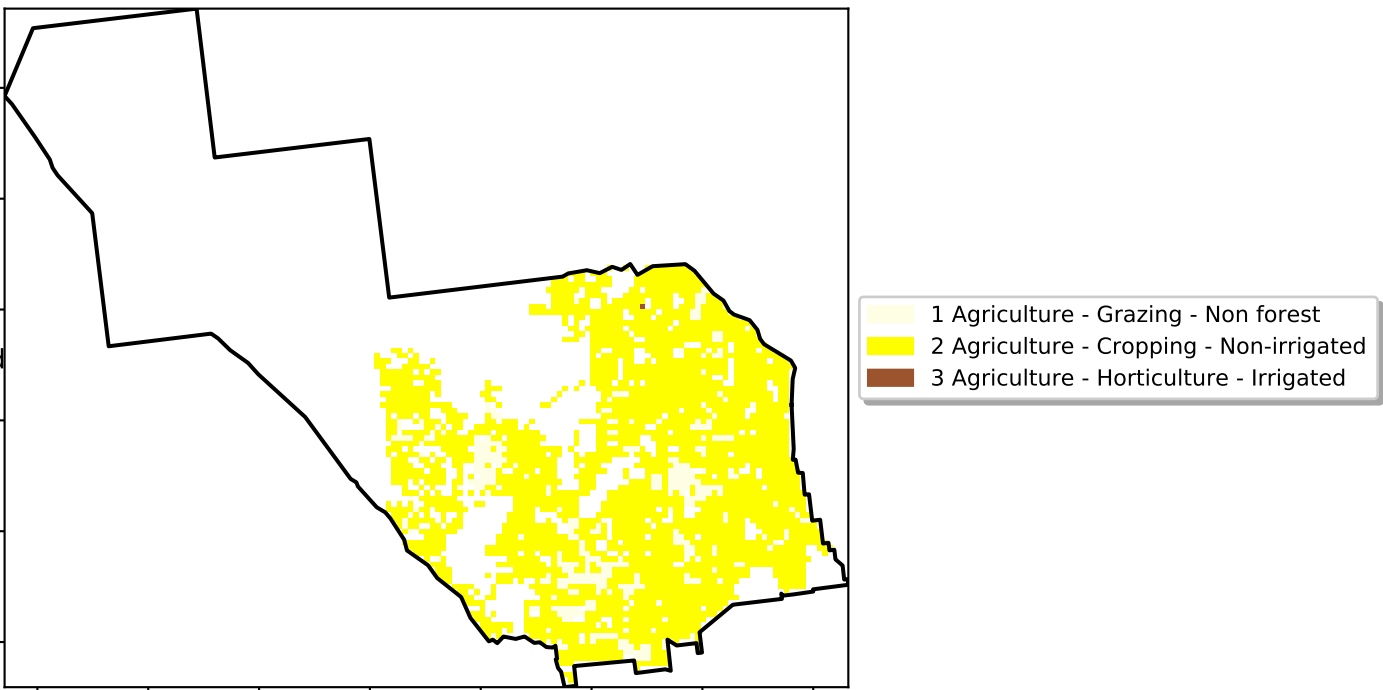 1 Agriculture - Grazing - Non forest
2 Agriculture - Cropping - Non-irrigated
3 Agriculture - Horticulture - Irrigated